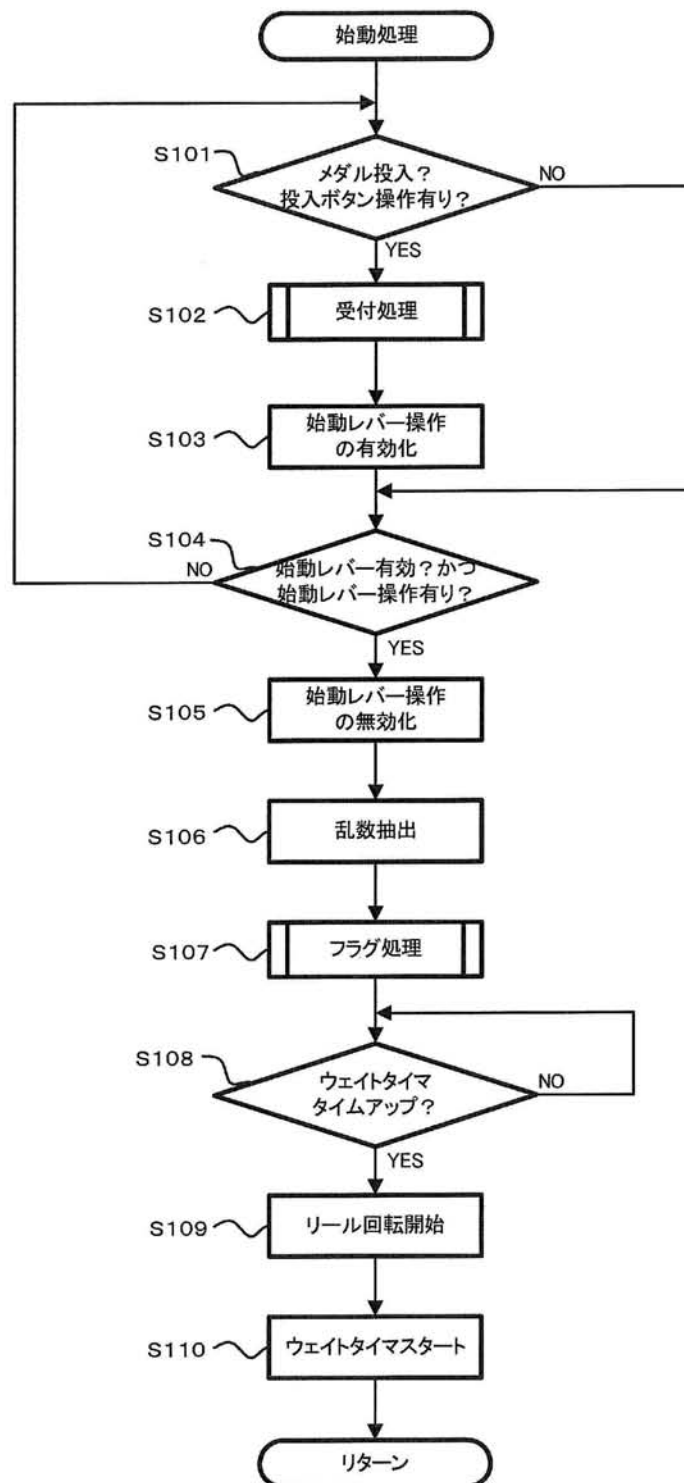 始動処理
S101
メダル投入？
投入ボタン操作有り？
NO
YES
S102
受付処理
S103
始動レバー操作
の有効化
S104
始動レバー有効？かつ
始動レバー操作有り？
NO
YES
S105
始動レバー操作
の無効化
S106
乱数抽出
S107
フラグ処理
S108
ウェイトタイマ
タイムアップ？
NO
YES
S109
リール回転開始
S110
ウェイトタイマスタート
リターン